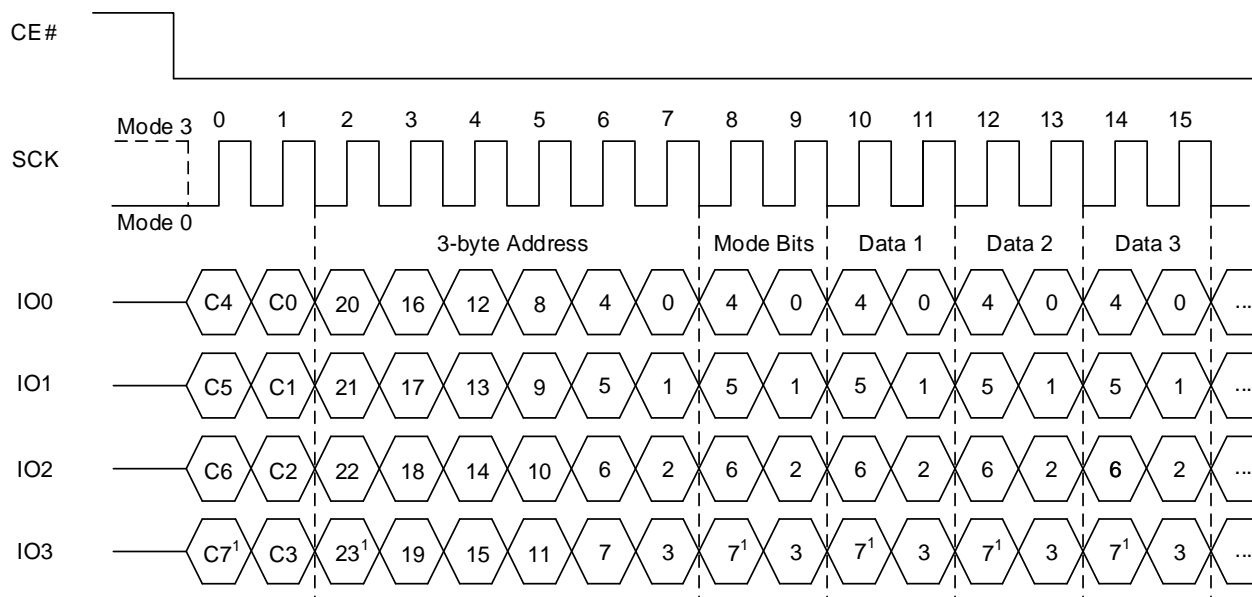 CE#
Mode 3 0 1 2 3 4 5 6 7 8 9 10 11 12 13 14 15
SCK
Mode 0
3-byte Address Mode Bits Data 1 Data 2 Data 3
IO0 C4 C0 20 16 12 8 4 0 4 0 4 0 4 0 4 0 ...
IO1 C5 C1 21 17 13 9 5 1 5 1 5 1 5 1 5 1 ...
IO2 C6 C2 22 18 14 10 6 2 6 2 6 2 6 2 6 2 ...
IO3 C7¹ C3 23¹ 19 15 11 7 3 7¹ 3 7¹ 3 7¹ 3 7¹ 3 ...